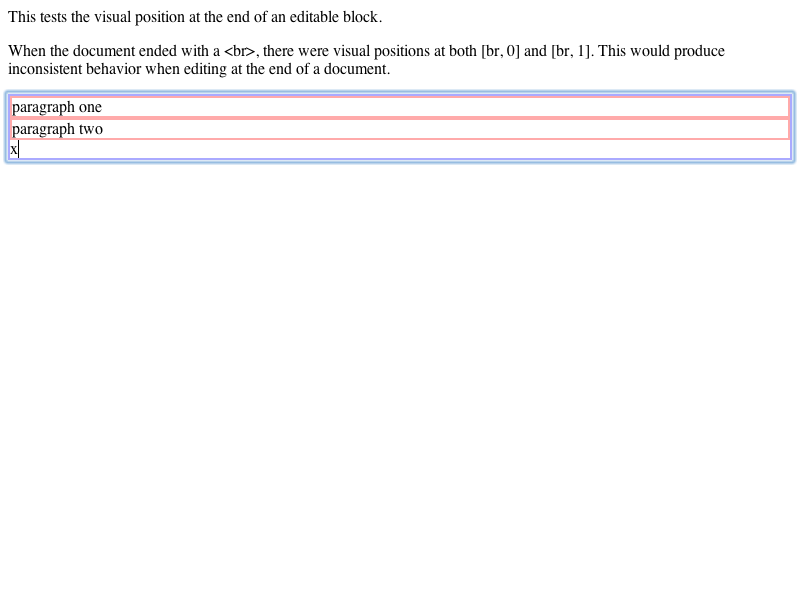 This tests the visual position at the end of an editable block.
When the document ended with a <br>, there were visual positions at both [br, 0] and [br, 1]. This would produce
inconsistent behavior when editing at the end of a document.
paragraph one
paragraph two
x